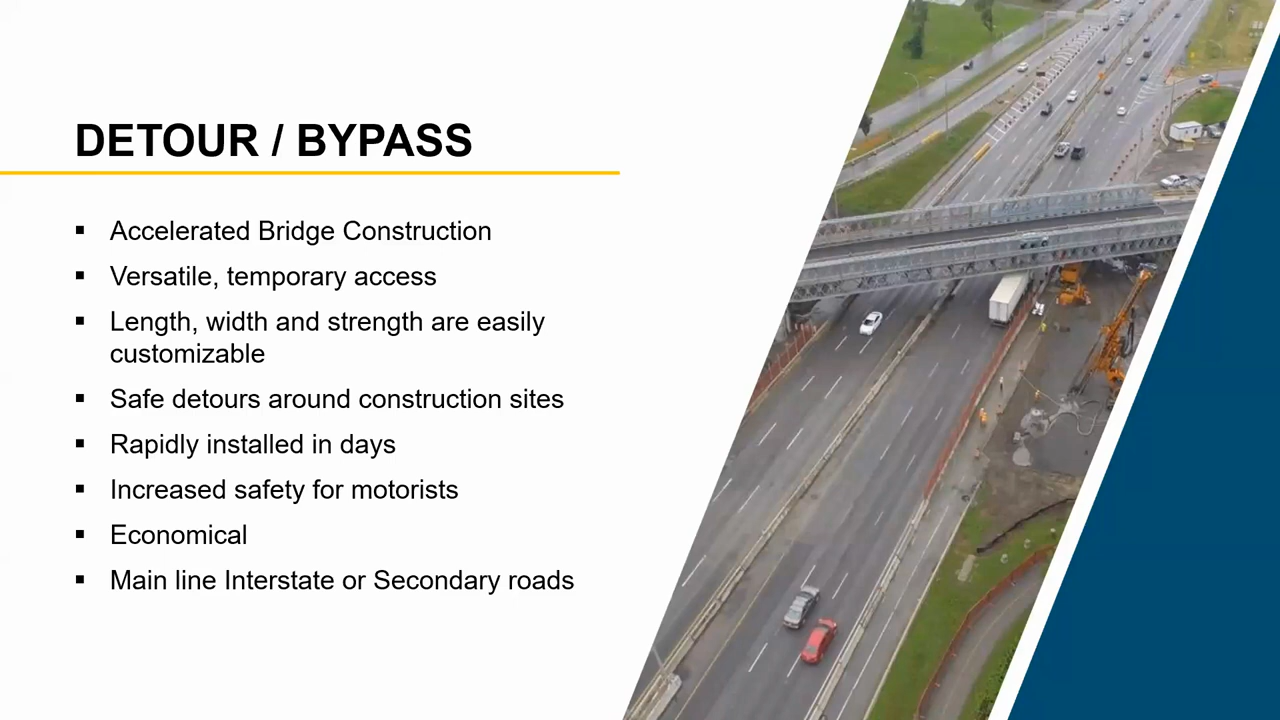 DETOUR / BYPASS
▪ Accelerated Bridge Construction
▪ Versatile, temporary access
▪ Length, width and strength are easily
customizable
▪ Safe detours around construction sites
▪ Rapidly installed in days
▪ Increased safety for motorists
▪ Economical
▪ Main line Interstate or Secondary roads